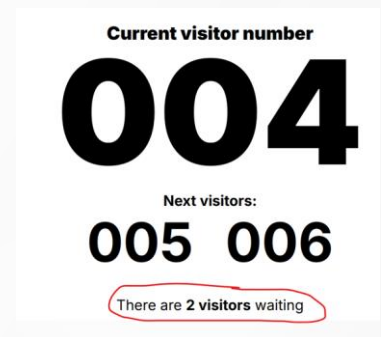 Current visitor number
004
Next visitors:
005 006
There are 2 visitors waiting